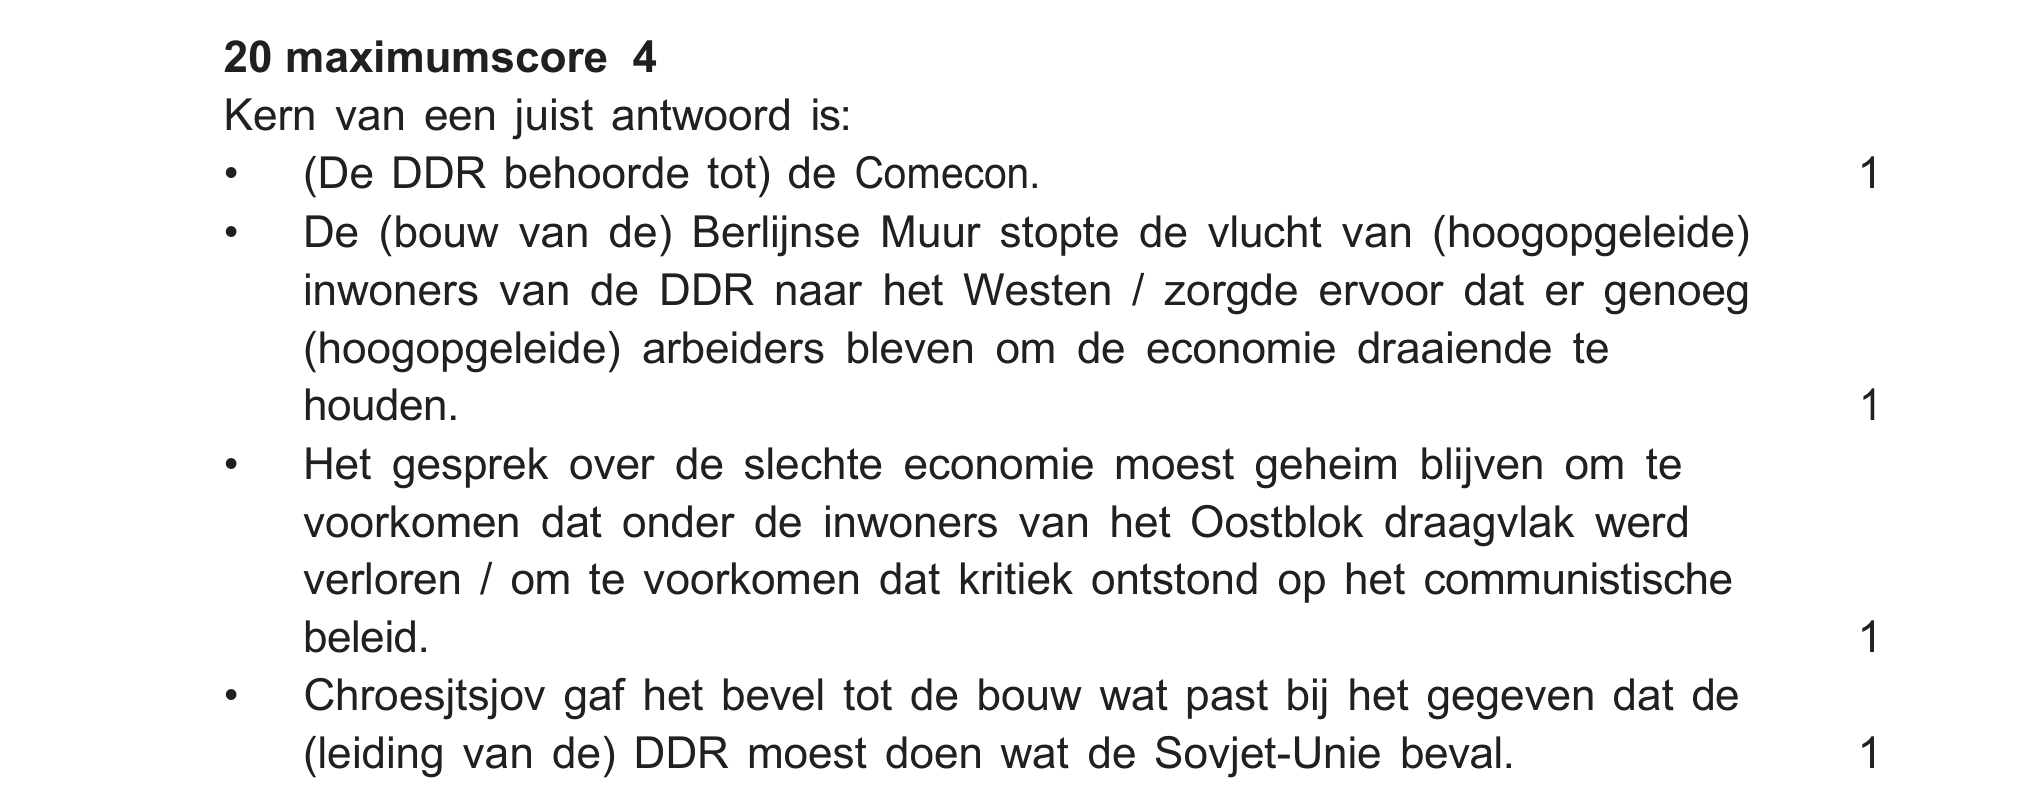 20 maximumscore 4
Kern van een juist antwoord is:
• (De DDR behoorde tot) de Comecon. 1
• De (bouw van de) Berlijnse Muur stopte de vlucht van (hoogopgeleide)
inwoners van de DDR naar het Westen / zorgde ervoor dat er genoeg
(hoogopgeleide) arbeiders bleven om de economie draaiende te
houden. 1
• Het gesprek over de slechte economie moest geheim blijven om te
voorkomen dat onder de inwoners van het Oostblok draagvlak werd
verloren / om te voorkomen dat kritiek ontstond op het communistische
beleid. 1
• Chroesjtsjov gaf het bevel tot de bouw wat past bij het gegeven dat de
(leiding van de) DDR moest doen wat de Sovjet-Unie beval. 1